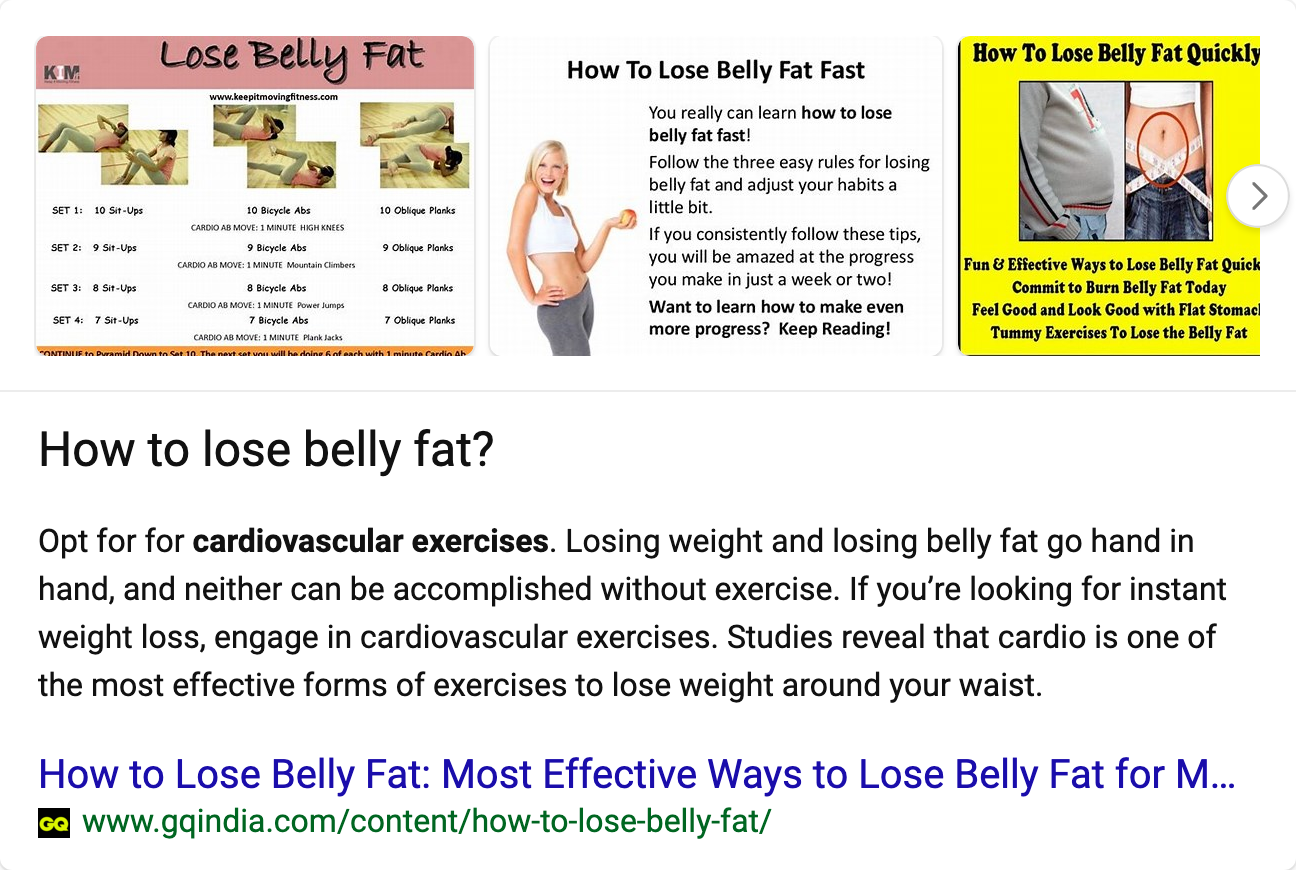 Lose Belly Fat
KIM
www.keepitmovingfitness.com
SET 1: 10 Sit-Ups 10 Bicycle Abs 10 Oblique Planks
CARDIO AB MOVE: 1 MINUTE HIGH KNEES
SET 2: 9 Sit-Ups 9 Bicycle Abs 9 Oblique Planks
CARDIO AB MOVE: 1 MINUTE Mountain Climbers
SET 3: 8 Sit-Ups 8 Bicycle Abs 8 Oblique Planks
CARDIO AB MOVE: 1 MINUTE Power Jumps
SET 4: 7 Sit-Ups 7 Bicycle Abs 7 Oblique Planks
CARDIO AB MOVE: 1 MINUTE Plank Jacks
CONTINUE to Pyramid Down to Set 10. The next set you will be doing 6 of each with 1 minute Cardio Ab
How To Lose Belly Fat Fast
You really can learn how to lose
belly fat fast!
Follow the three easy rules for losing
belly fat and adjust your habits a
little bit.
If you consistently follow these tips,
you will be amazed at the progress
you make in just a week or two!
Want to learn how to make even
more progress? Keep Reading!
How To Lose Belly Fat Quickly
Fun & Effective Ways to Lose Belly Fat Quick
Commit to Burn Belly Fat Today
Feel Good and Look Good with Flat Stomac
Tummy Exercises To Lose the Belly Fat
How to lose belly fat?
Opt for for cardiovascular exercises. Losing weight and losing belly fat go hand in
hand, and neither can be accomplished without exercise. If you’re looking for instant
weight loss, engage in cardiovascular exercises. Studies reveal that cardio is one of
the most effective forms of exercises to lose weight around your waist.
How to Lose Belly Fat: Most Effective Ways to Lose Belly Fat for M...
GQ www.gqindia.com/content/how-to-lose-belly-fat/